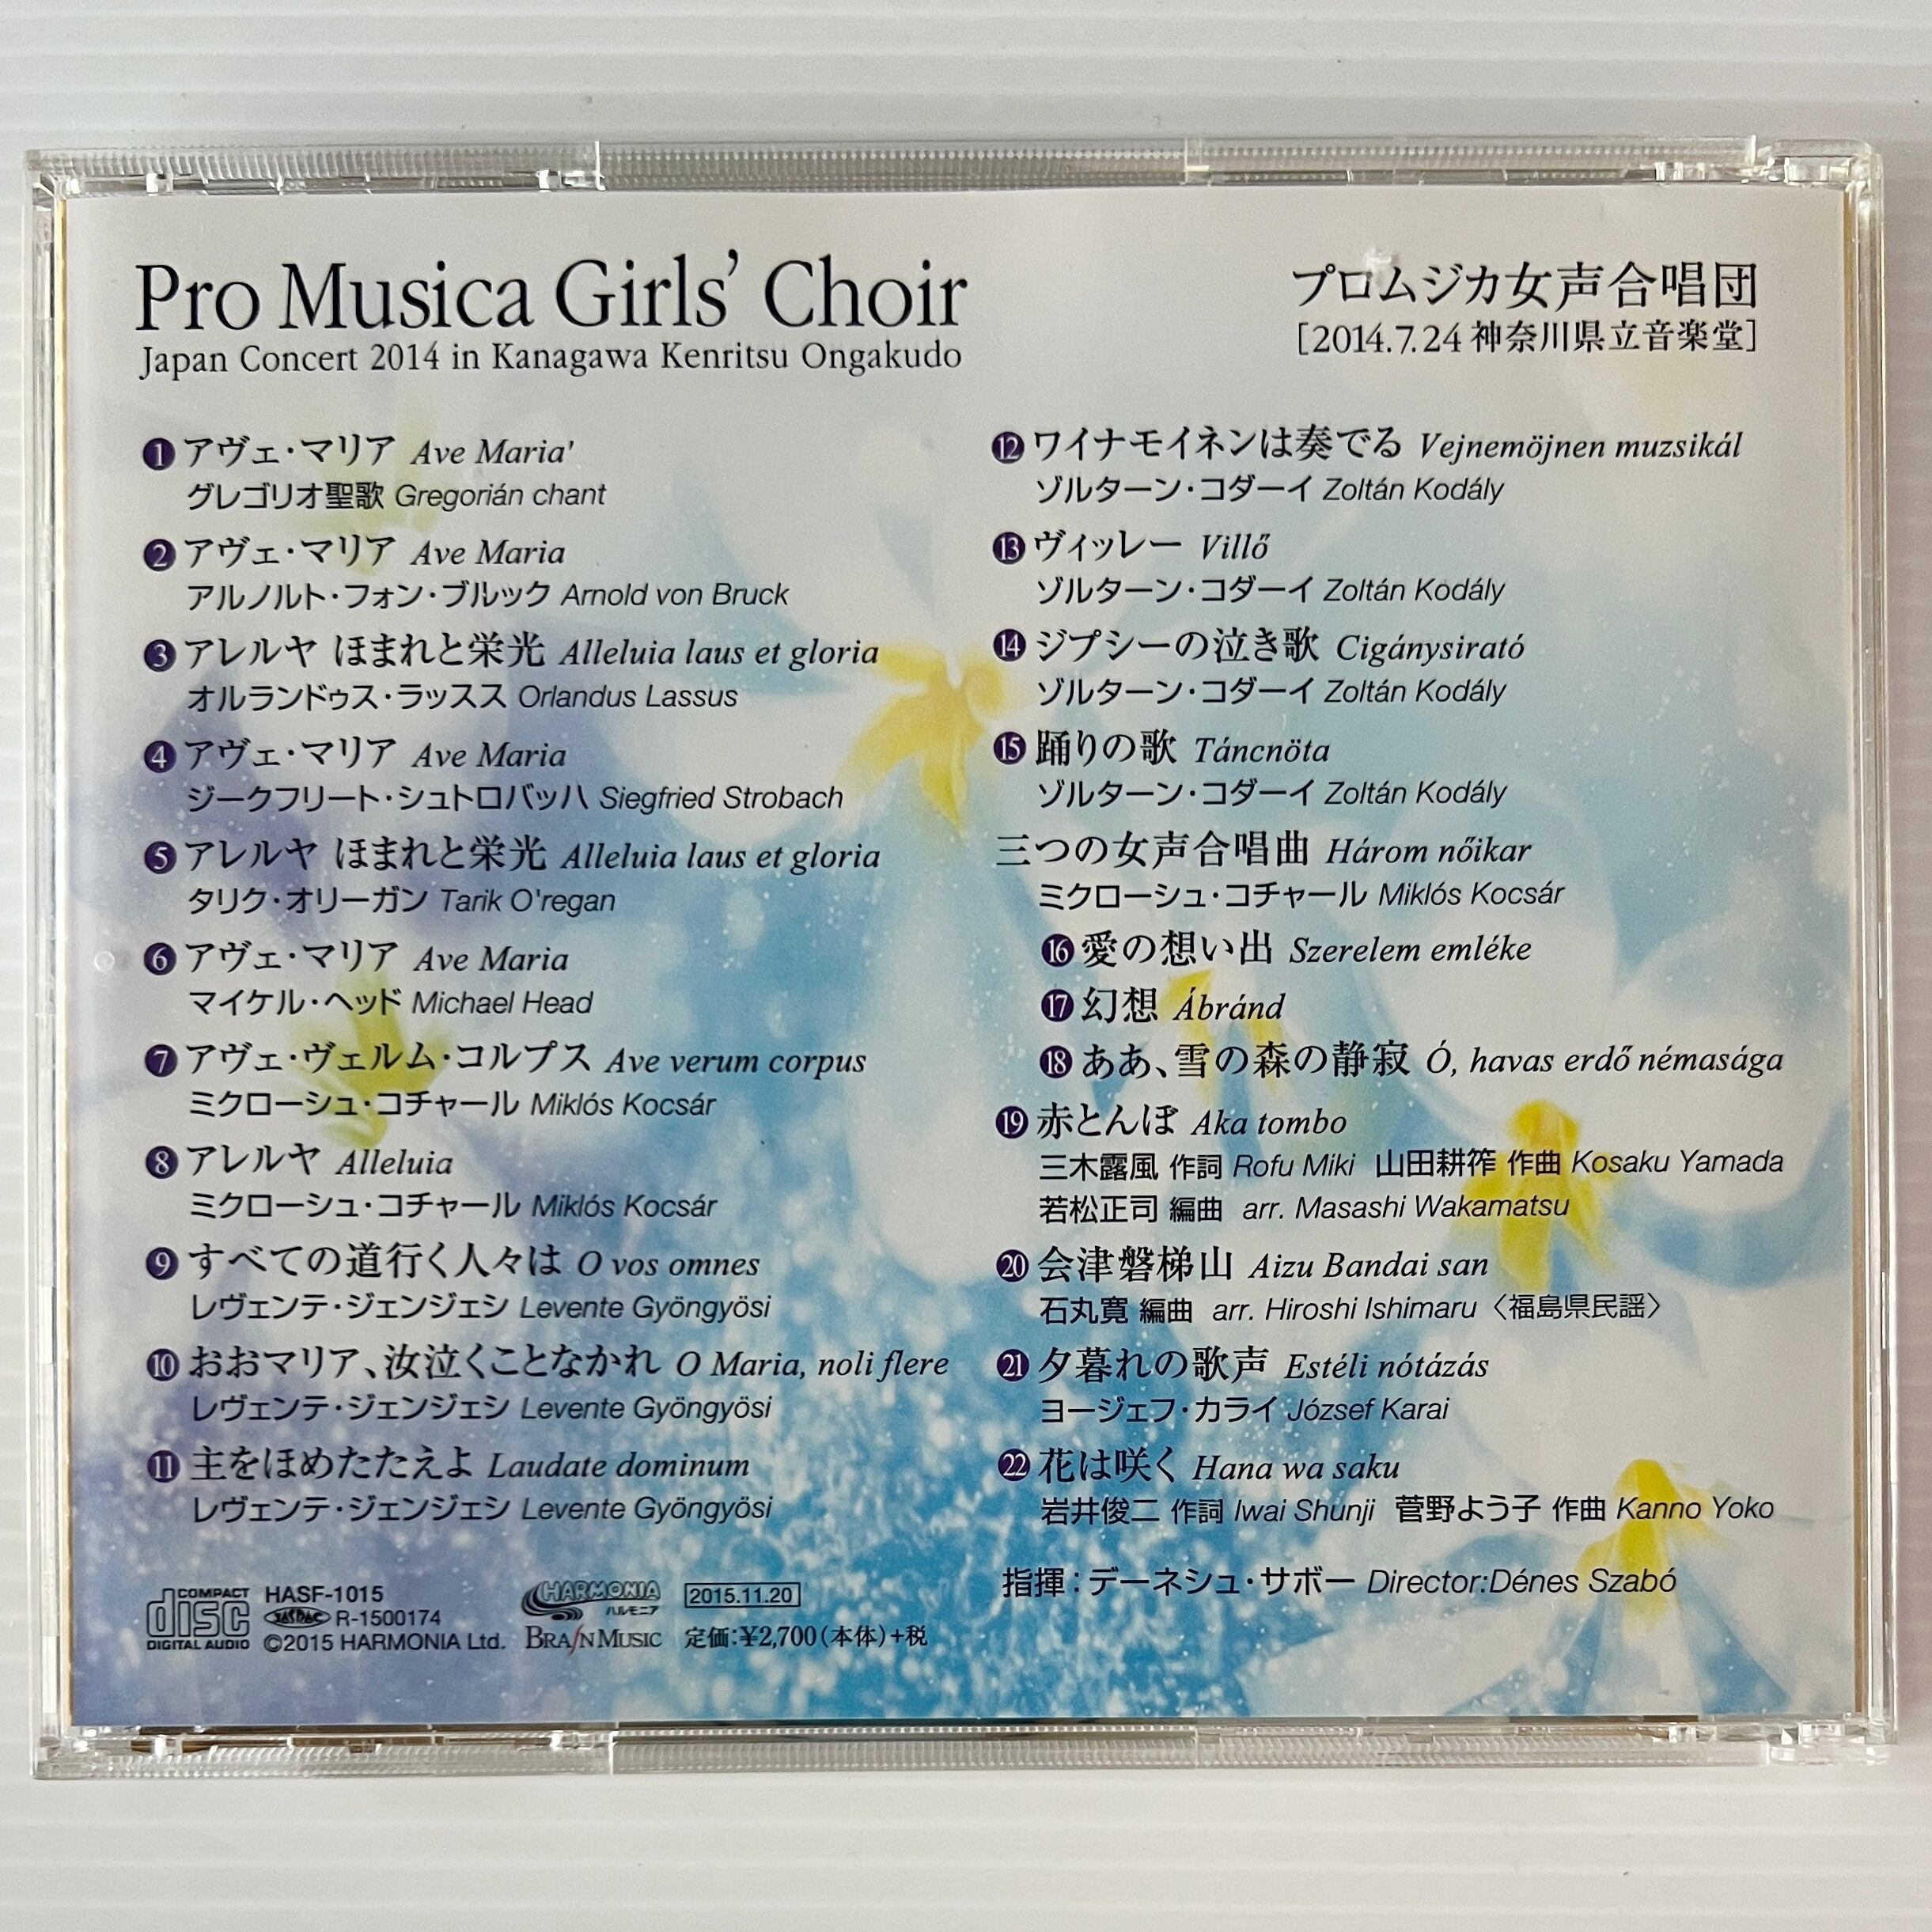 Pro Musica Girls' Choir
Japan Concert 2014 in Kanagawa Kenritsu Ongakudo
プロムジカ女声合唱団
[2014.7.24 神奈川県立音楽堂]
❶ アヴェ・マリア Ave Maria'
グレゴリオ聖歌 Gregorián chant
❷ アヴェ・マリア Ave Maria
アルノルト・フォン・ブルック Arnold von Bruck
❸ アレルヤ ほまれと栄光 Alleluia laus et gloria
オルランドゥス・ラッスス Orlandus Lassus
❹ アヴェ・マリア Ave Maria
ジークフリート・シュトロバッハ Siegfried Strobach
❺ アレルヤ ほまれと栄光 Alleluia laus et gloria
タリク・オリーガン Tarik O'regan
❻ アヴェ・マリア Ave Maria
マイケル・ヘッド Michael Head
❼ アヴェ・ヴェルム・コルプス Ave verum corpus
ミクローシュ・コチャール Miklós Kocsár
❽ アレルヤ Alleluia
ミクローシュ・コチャール Miklós Kocsár
❾ すべての道行く人々は O vos omnes
レヴェンテ・ジェンジェシ Levente Gyöngyösi
❿ おおマリア、汝泣くことなかれ O Maria, noli flere
レヴェンテ・ジェンジェシ Levente Gyöngyösi
⓫ 主をほめたたえよ Laudate dominum
レヴェンテ・ジェンジェシ Levente Gyöngyösi
⓬ ワイナモイネンは奏でる Vejnemöjnen muzsikál
ゾルターン・コダーイ Zoltán Kodály
⓭ ヴィッレー Villő
ゾルターン・コダーイ Zoltán Kodály
⓮ ジプシーの泣き歌 Cigánysirató
ゾルターン・コダーイ Zoltán Kodály
⓯ 踊りの歌 Táncnöta
ゾルターン・コダーイ Zoltán Kodály
三つの女声合唱曲 Három nőikar
ミクローシュ・コチャール Miklós Kocsár
⓰ 愛の想い出 Szerelem emléke
⓱ 幻想 Ábránd
⓲ ああ、雪の森の静寂 Ó, havas erdő némasága
⓳ 赤とんぼ Aka tombo
三木露風 作詞 Rofu Miki 山田耕筰 作曲 Kosaku Yamada
若松正司 編曲 arr. Masashi Wakamatsu
⓴ 会津磐梯山 Aizu Bandai san
石丸寛 編曲 arr. Hiroshi Ishimaru 〈福島県民謡〉
21 夕暮れの歌声 Estéli nótázás
ヨージェフ・カライ József Karai
22 花は咲く Hana wa saku
岩井俊二 作詞 Iwai Shunji 菅野よう子 作曲 Kanno Yoko
指揮：デーネシュ・サボー Director:Dénes Szabó
COMPACT disc DIGITAL AUDIO
HASF-1015
JASRAC R-1500174
©2015 HARMONIA Ltd.
HARMONIA
ハルモニア
BRAIN MUSIC
2015.11.20
定価:¥2,700(本体)+税